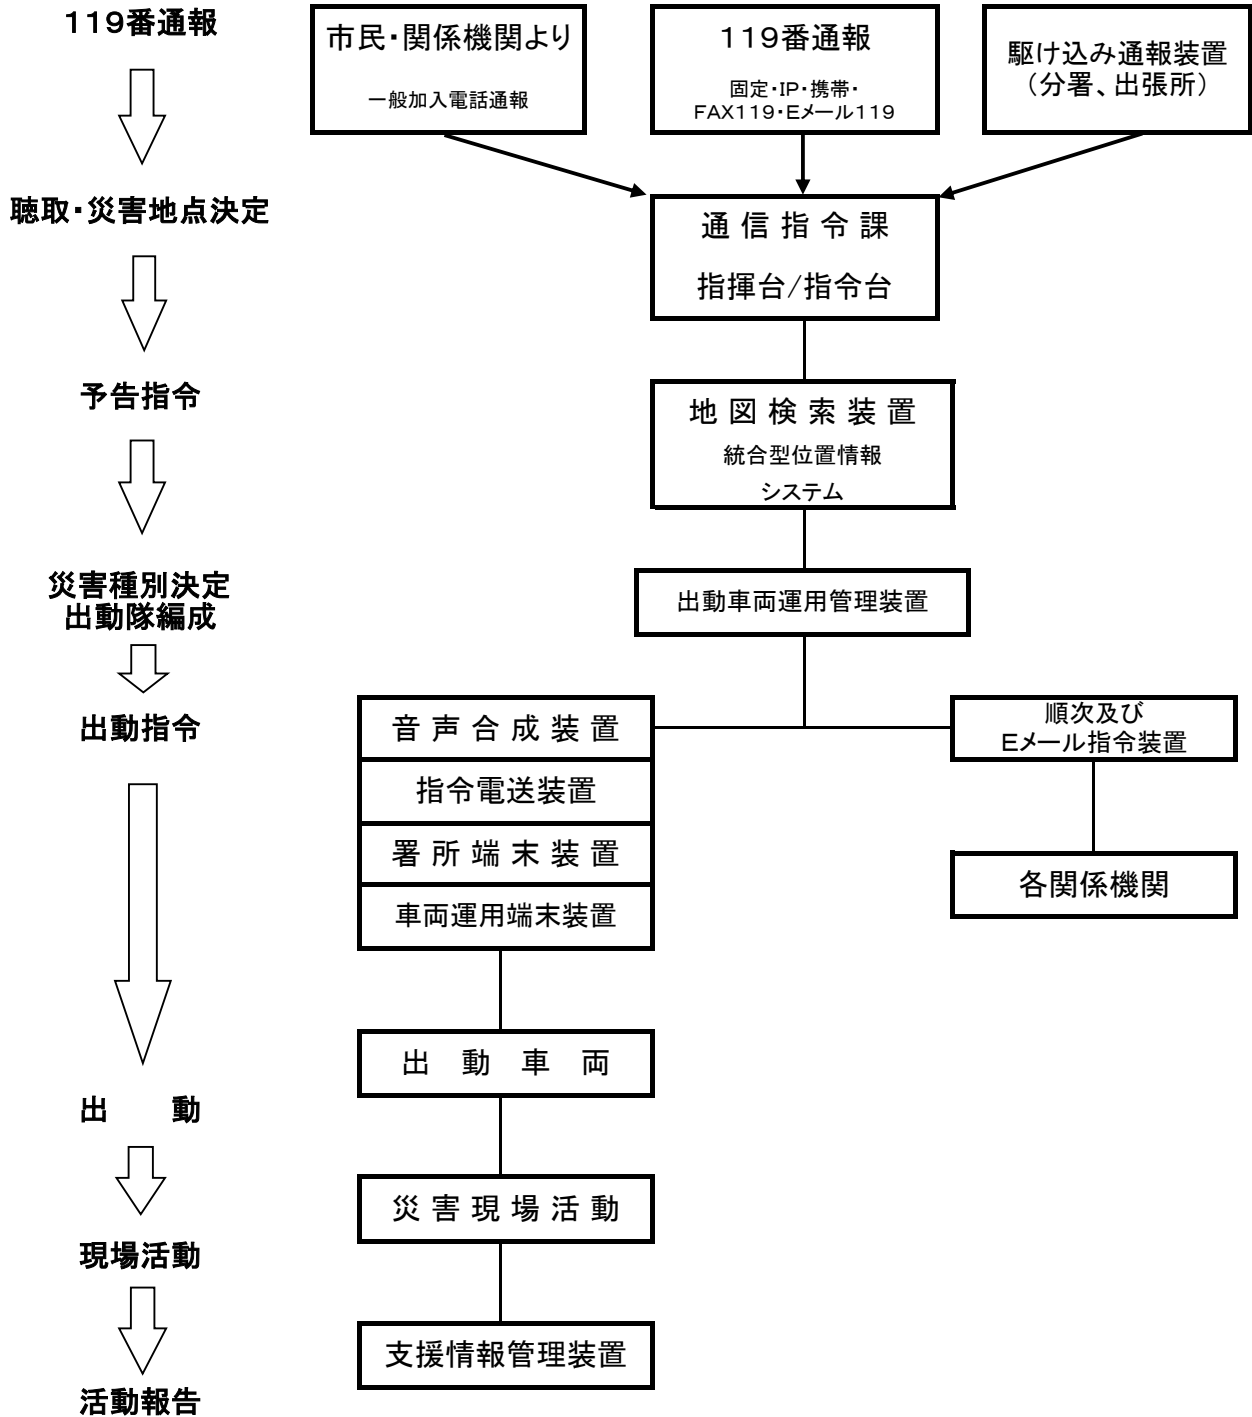 119番通報
聴取・災害地点決定
予告指令
災害種別決定
出動隊編成
出動指令
出　　動
現場活動
活動報告
市民・関係機関より
一般加入電話通報
119番通報
固定・IP・携帯・
FAX119・Eメール119
駆け込み通報装置
（分署、出張所）
通信指令課
指揮台/指令台
地図検索装置
統合型位置情報
システム
出動車両運用管理装置
音声合成装置
指令電送装置
署所端末装置
車両運用端末装置
順次及び
Eメール指令装置
各関係機関
出　動　車　両
災害現場活動
支援情報管理装置